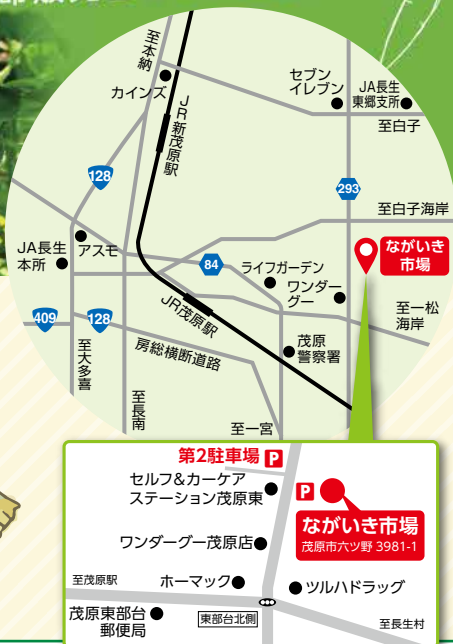 至本納
カインズ
JR新茂原駅
セブン
イレブン
JA長生
東郷支所
至白子
128
293
至白子海岸
JA長生
本所
アスモ
84
ライフガーデン
ワンダー
グー
ながいき
市場
409
128
JR茂原駅
至一松
海岸
房総横断道路
茂原
警察署
至大多喜
至長南
至一宮
第2駐車場 P
セルフ&カーケア
ステーション茂原東
P
ながいき市場
茂原市六ツ野 3981-1
ワンダーグー茂原店
至茂原駅
ホーマック
ツルハドラッグ
茂原東部台
郵便局
東部台北側
至長生村